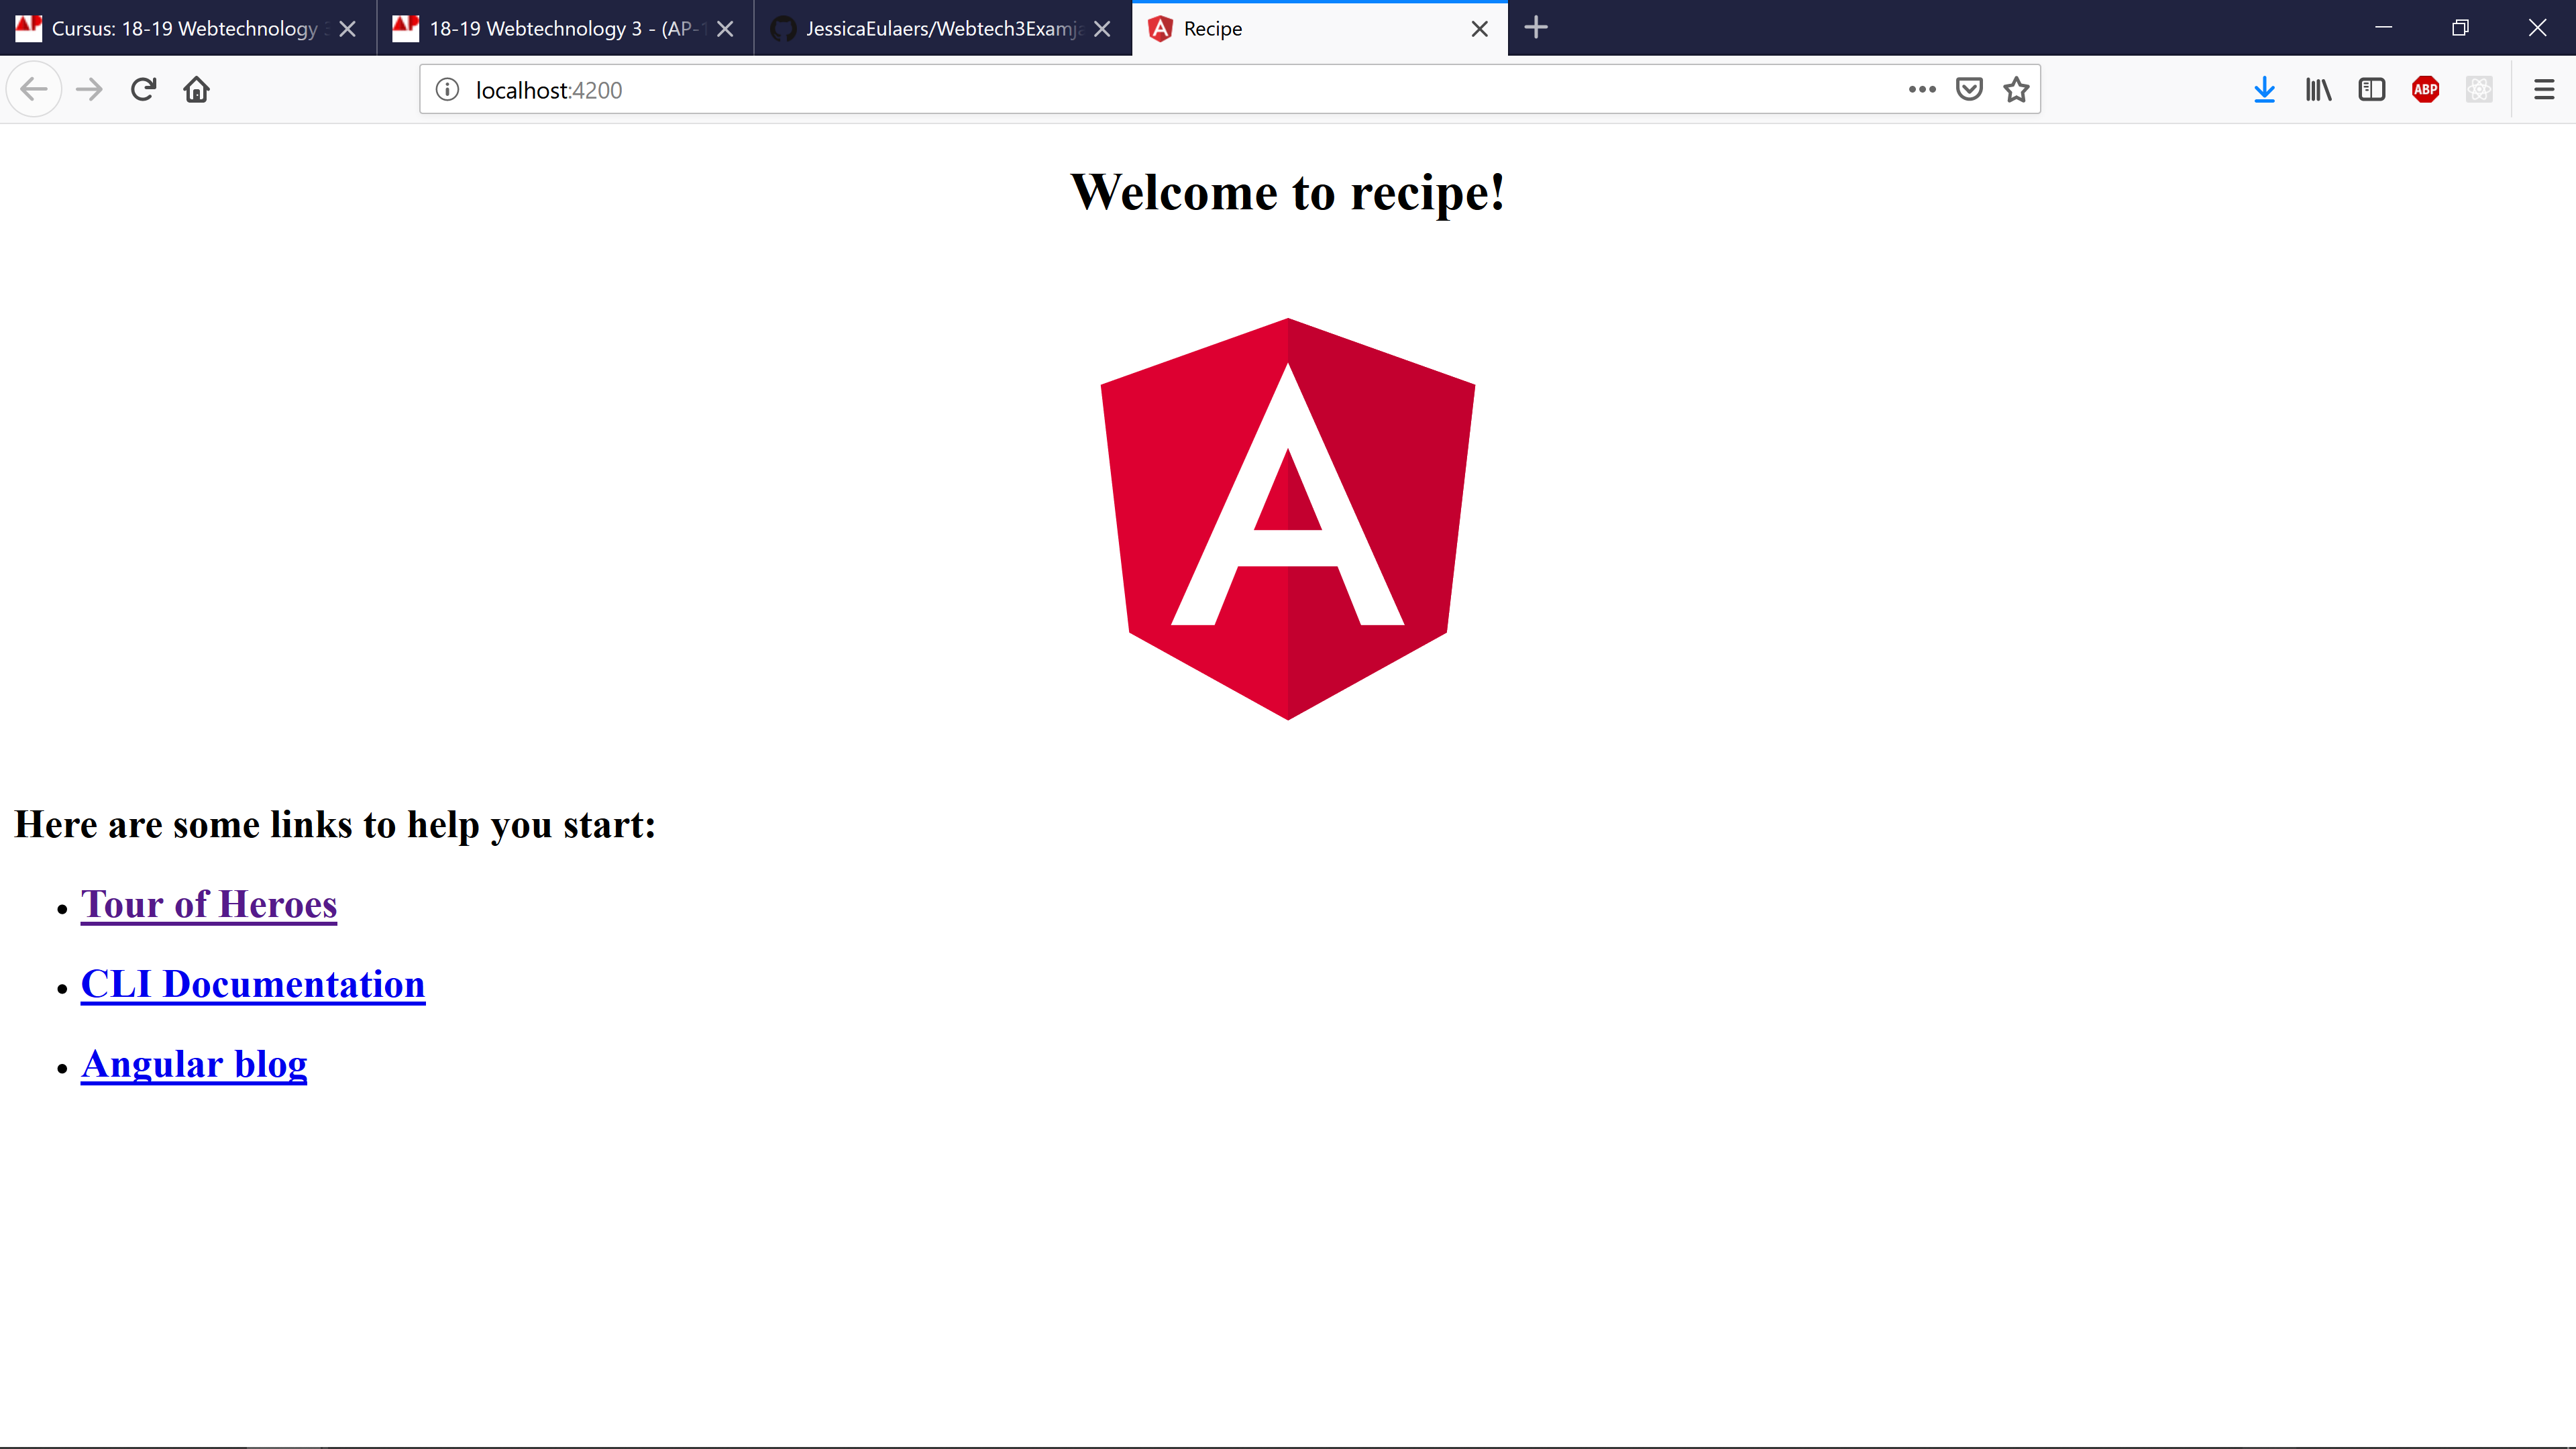 Cursus: 18-19 Webtechnology
18-19 Webtechnology 3 - (AP-
JessicaEulaers/Webtech3Examja
Recipe
localhost:4200
ABP
Welcome to recipe!
A
Here are some links to help you start:
• Tour of Heroes
• CLI Documentation
• Angular blog